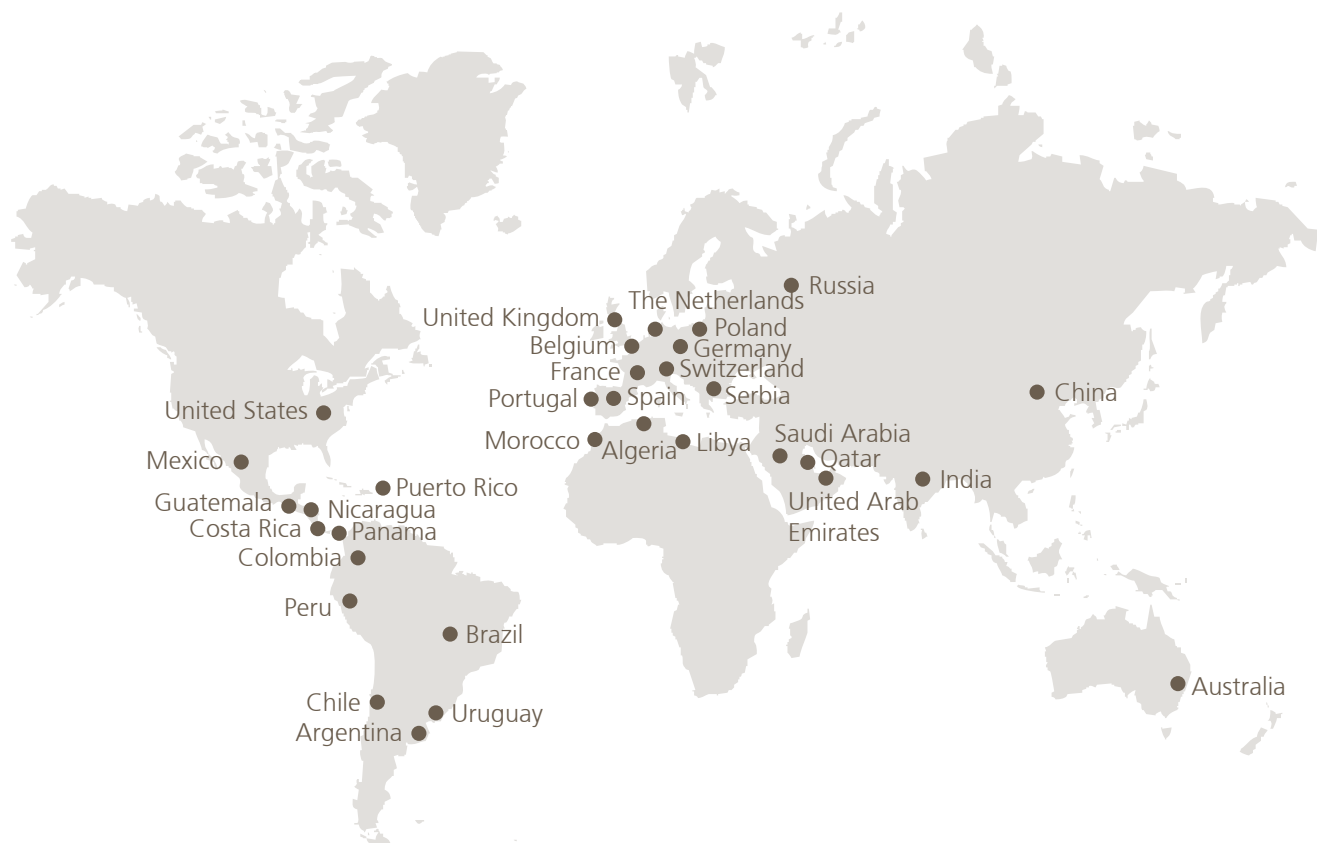 Russia
The Netherlands
United Kingdom
Poland
Belgium
Germany
France
Switzerland
Portugal
Spain
Serbia
China
United States
Morocco
Algeria
Libya
Saudi Arabia
Qatar
Mexico
India
Puerto Rico
United Arab
Emirates
Guatemala
Nicaragua
Costa Rica
Panama
Colombia
Peru
Brazil
Australia
Chile
Uruguay
Argentina